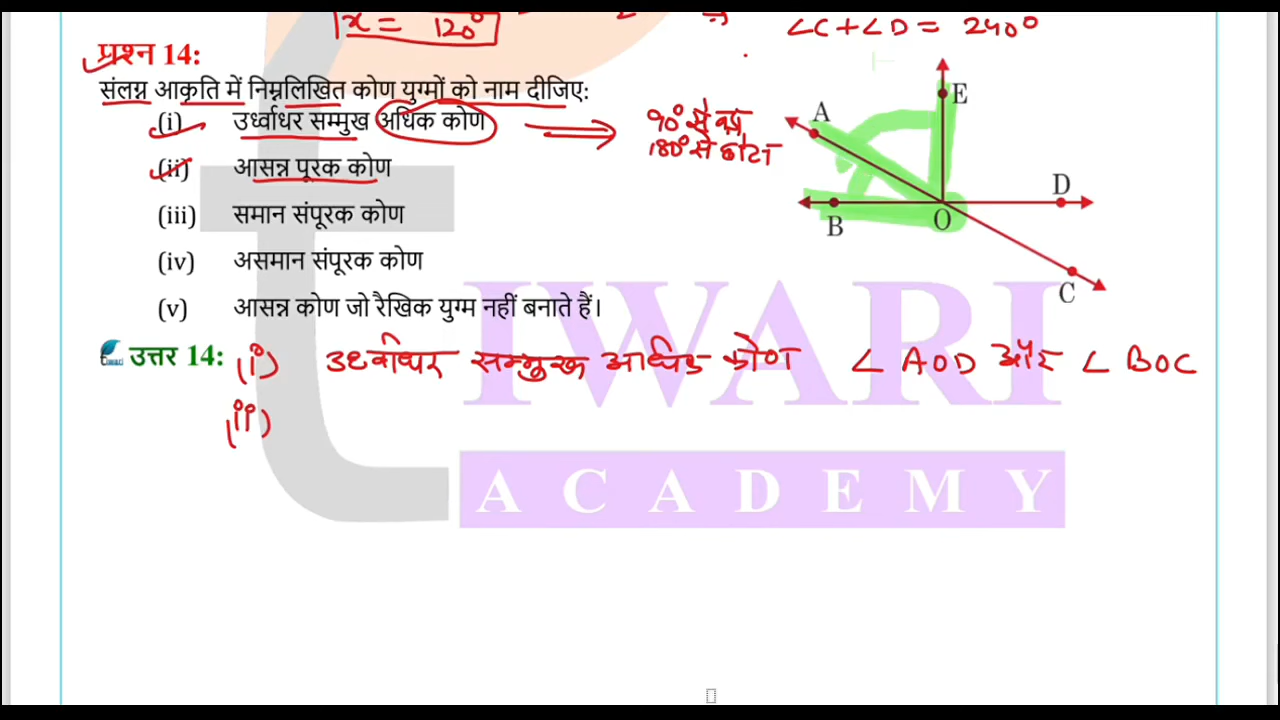 x = 120°
∠C + ∠D = 240°
प्रश्न 14:
संलग्न आकृति में निम्नलिखित कोण युग्मों को नाम दीजिए:
(i) उर्ध्वाधर सम्मुख अधिक कोण
90° से बड़ा
180° से छोटा
(ii) आसन्न पूरक कोण
(iii) समान संपूरक कोण
(iv) असमान संपूरक कोण
(v) आसन्न कोण जो रैखिक युग्म नहीं बनाते हैं।
A
E
B
O
D
C
उत्तर 14: (i) उर्ध्वाधर सम्मुख अधिक कोण ∠AOD और ∠BOC
(ii)
IWARI
ACADEMY